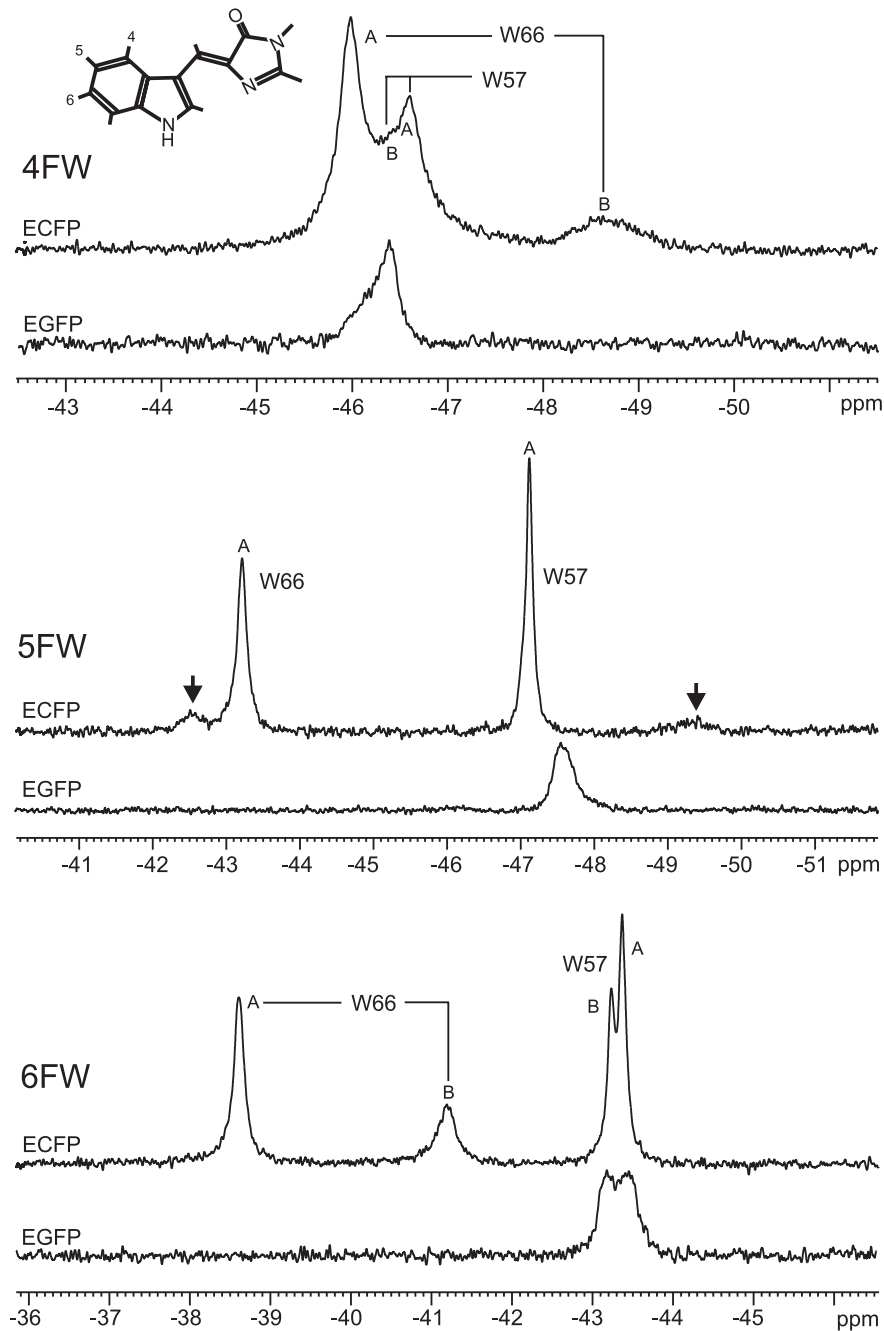 O
N
4
5
6
N
N
H
A
W66
W57
A
B
B
4FW
ECFP
EGFP
-43 -44 -45 -46 -47 -48 -49 -50 ppm
A
A
W66
W57
5FW
ECFP
EGFP
-41 -42 -43 -44 -45 -46 -47 -48 -49 -50 -51 ppm
W57 A
A W66
B
B
6FW
ECFP
EGFP
-36 -37 -38 -39 -40 -41 -42 -43 -44 -45 ppm